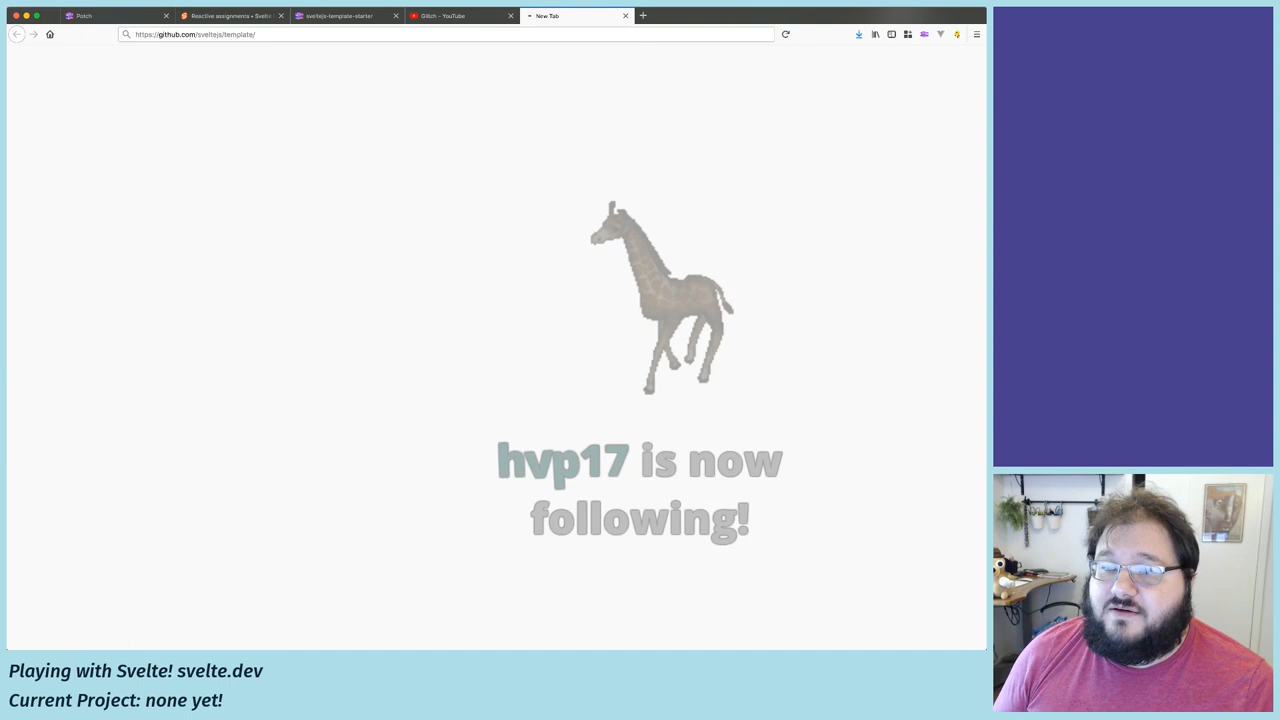 Potch
Reactive assignments • Svelte
sveltejs-template-starter
Glitch - YouTube
New Tab
https://github.com/sveltejs/template/
hvp17 is now
following!
Playing with Svelte! svelte.dev
Current Project: none yet!